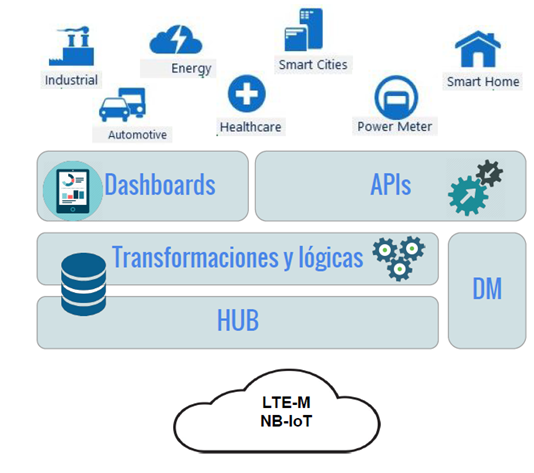 Industrial
Energy
Smart Cities
Smart Home
Automotive
Healthcare
Power Meter
Dashboards
APIs
Transformaciones y lógicas
DM
HUB
LTE-M
NB-IoT